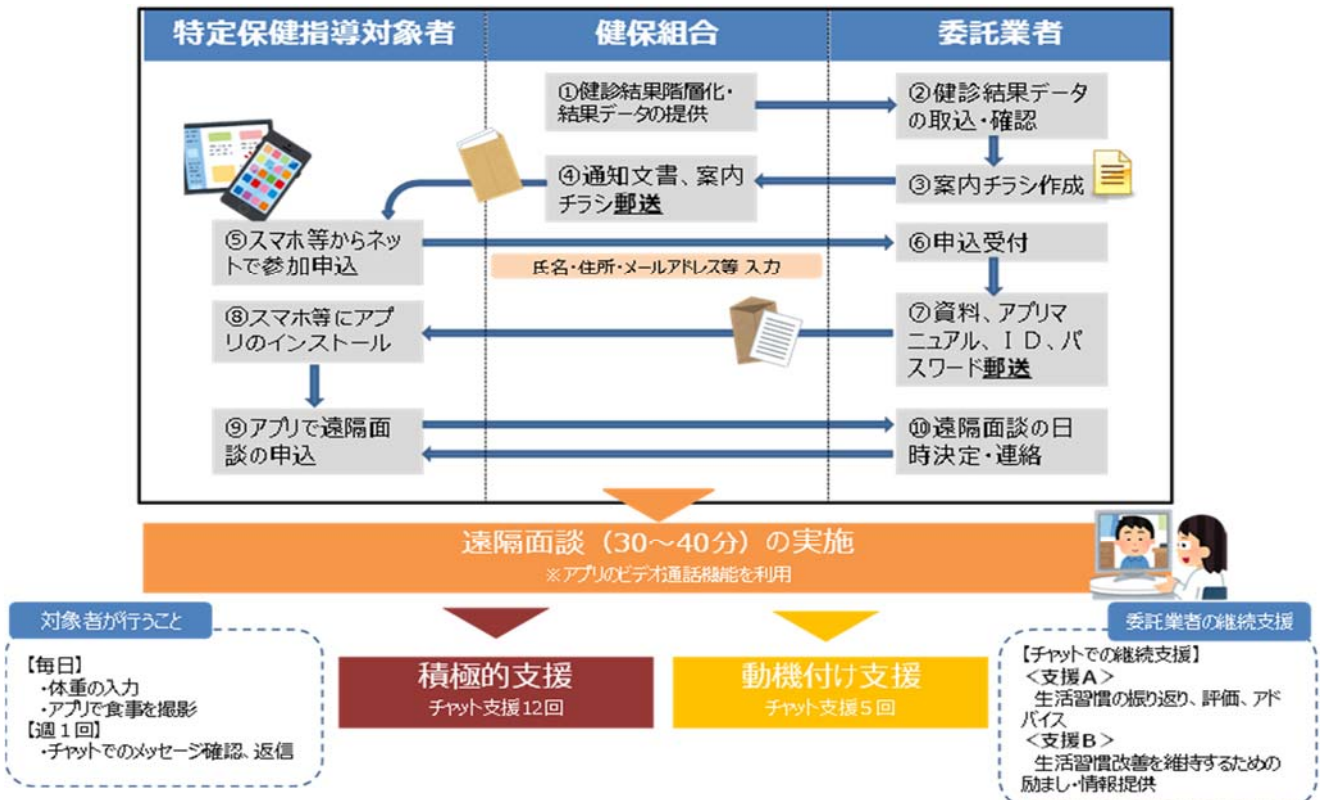 特定保健指導対象者
健保組合
委託業者
①健診結果階層化・
結果データの提供
②健診結果データ
の取込・確認
③案内チラシ作成
④通知文書、案内
チラシ郵送
⑤スマホ等からネッ
トで参加申込
氏名・住所・メールアドレス等 入力
⑥申込受付
⑦資料、アプリマ
ニュアル、ＩＤ、パ
スワード郵送
⑧スマホ等にアプ
リのインストール
⑨アプリで遠隔面
談の申込
⑩遠隔面談の日
時決定・連絡
遠隔面談（30～40分）の実施
※アプリのビデオ通話機能を利用
対象者が行うこと
【毎日】
・体重の入力
・アプリで食事を撮影
【週１回】
・チャットでのメッセージ確認、返信
積極的支援
チャット支援12回
動機付け支援
チャット支援５回
委託業者の継続支援
【チャットでの継続支援】
＜支援A＞
生活習慣の振り返り、評価、アド
バイス
＜支援B＞
生活習慣改善を維持するための
励まし・情報提供